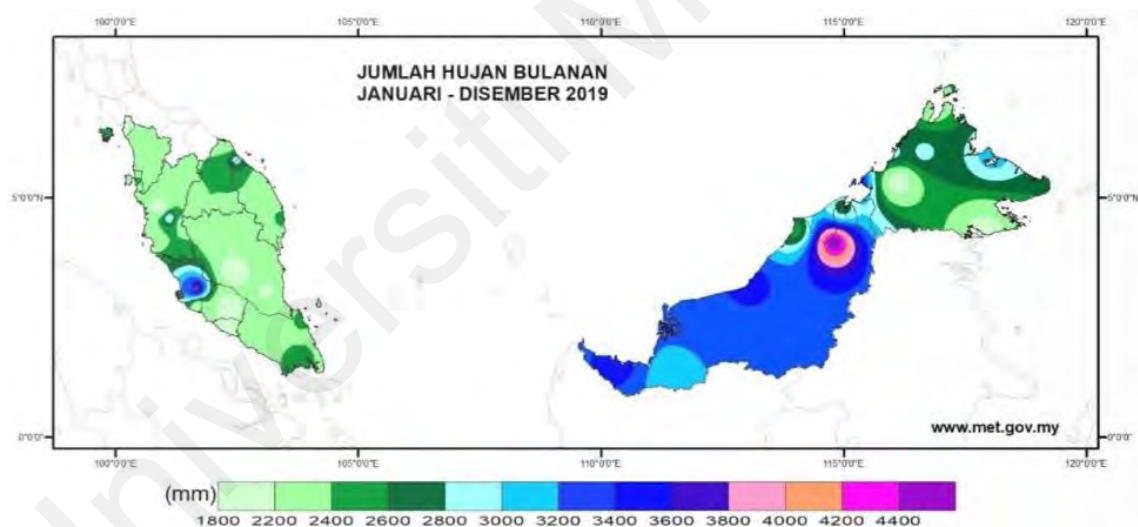 100°0'0"E 105°0'0"E 110°0'0"E 115°0'0"E 120°0'0"E
JUMLAH HUJAN BULANAN
JANUARI - DISEMBER 2019
5°0'0"N 5°0'0"N
www.met.gov.my
0°0'0" 0°0'0"
100°0'0"E 105°0'0"E 110°0'0"E 115°0'0"E 120°0'0"E
(mm)
1800 2200 2400 2600 2800 3000 3200 3400 3600 3800 4000 4200 4400
Universiti M